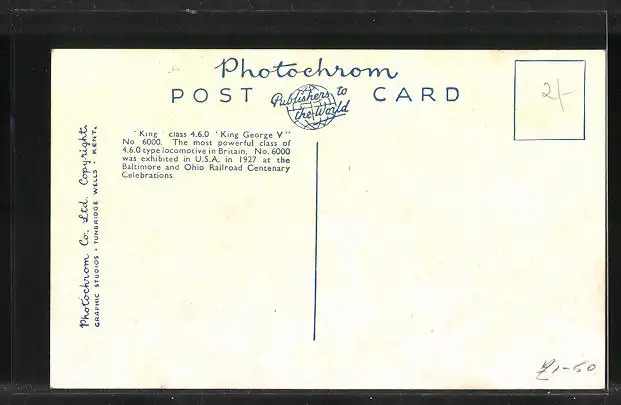 Photochrom
POST CARD
Publishers to
the World
2/-
"King" class 4.6.0 "King George V"
No 6000. The most powerful class of
4.6.0 type locomotive in Britain. No. 6000
was exhibited in U.S.A. in 1927 at the
Baltimore and Ohio Railroad Centenary
Celebrations.
Photochrom Co. Ltd. Copyright.
GRAPHIC STUDIOS • TUNBRIDGE WELLS • KENT.
£1-50